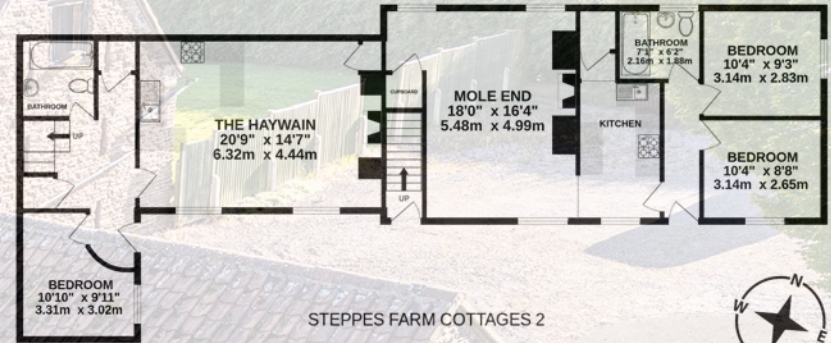 BATHROOM
UP
THE HAYWAIN
20'9" x 14'7"
6.32m x 4.44m
BEDROOM
10'10" x 9'11"
3.31m x 3.02m
CUPBOARD
UP
MOLE END
18'0" x 16'4"
5.48m x 4.99m
KITCHEN
BATHROOM
7'1" x 6'2"
2.16m x 1.88m
BEDROOM
10'4" x 9'3"
3.14m x 2.83m
BEDROOM
10'4" x 8'8"
3.14m x 2.65m
STEPPES FARM COTTAGES 2
N
W
E